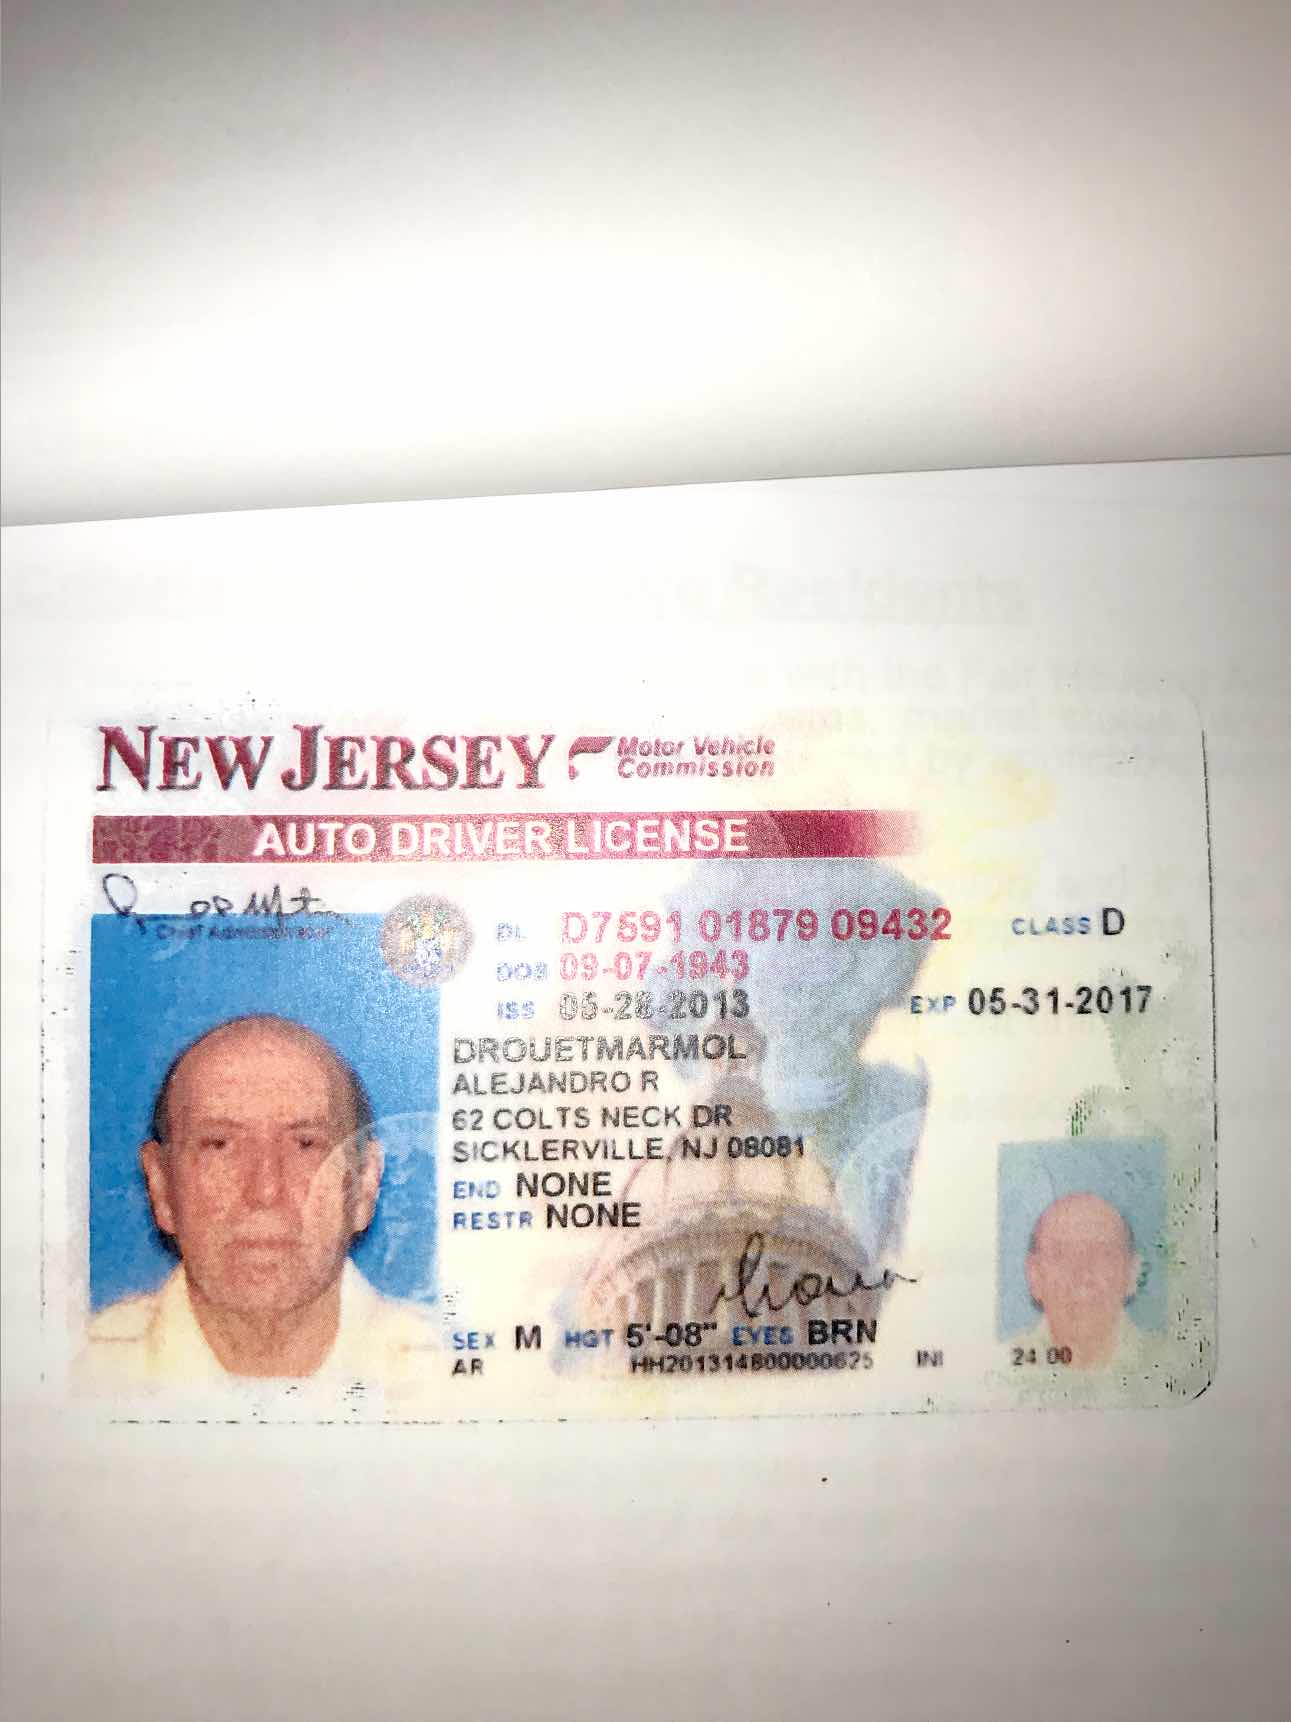 NEW JERSEY Motor Vehicle Commission
AUTO DRIVER LICENSE
Chief Administrator
DL D7591 01879 09432 CLASS D
DOB 09-07-1943
ISS 05-28-2013 EXP 05-31-2017
DROUETMARMOL
ALEJANDRO R
62 COLTS NECK DR
SICKLERVILLE, NJ 08081
END NONE
RESTR NONE
SEX M HGT 5'-08" EYES BRN
AR HH201314800000625 INI 24 00